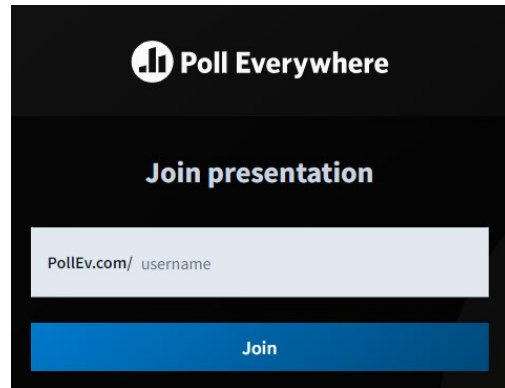 Poll Everywhere
Join presentation
PollEv.com/ username
Join